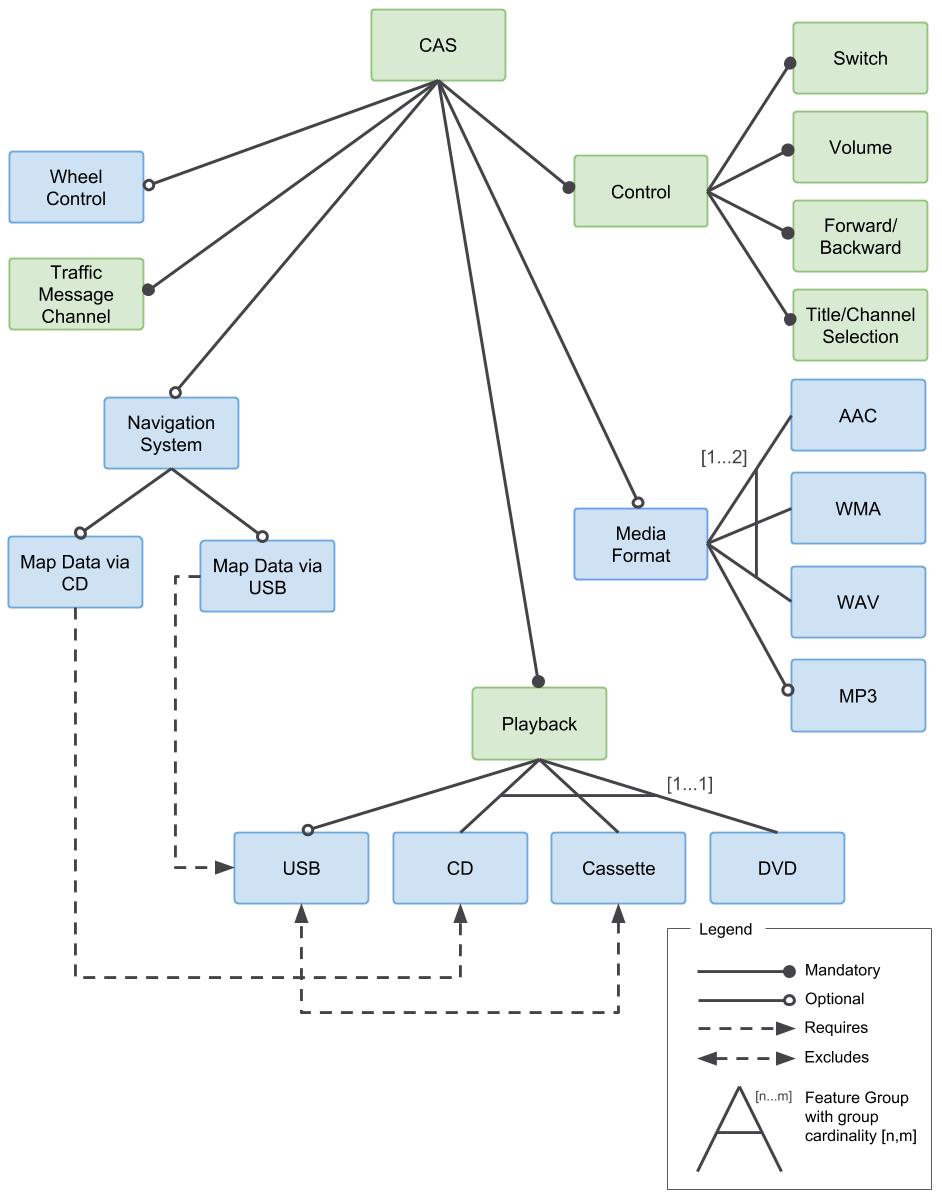 CAS
Switch
Volume
Wheel
Control
Control
Forward/
Backward
Traffic
Message
Channel
Title/Channel
Selection
Navigation
System
AAC
[1...2]
WMA
Media
Format
Map Data via
CD
Map Data via
USB
WAV
MP3
Playback
[1...1]
USB
CD
Cassette
DVD
Legend
Mandatory
Optional
Requires
Excludes
[n...m]
Feature Group
with group
cardinality [n,m]